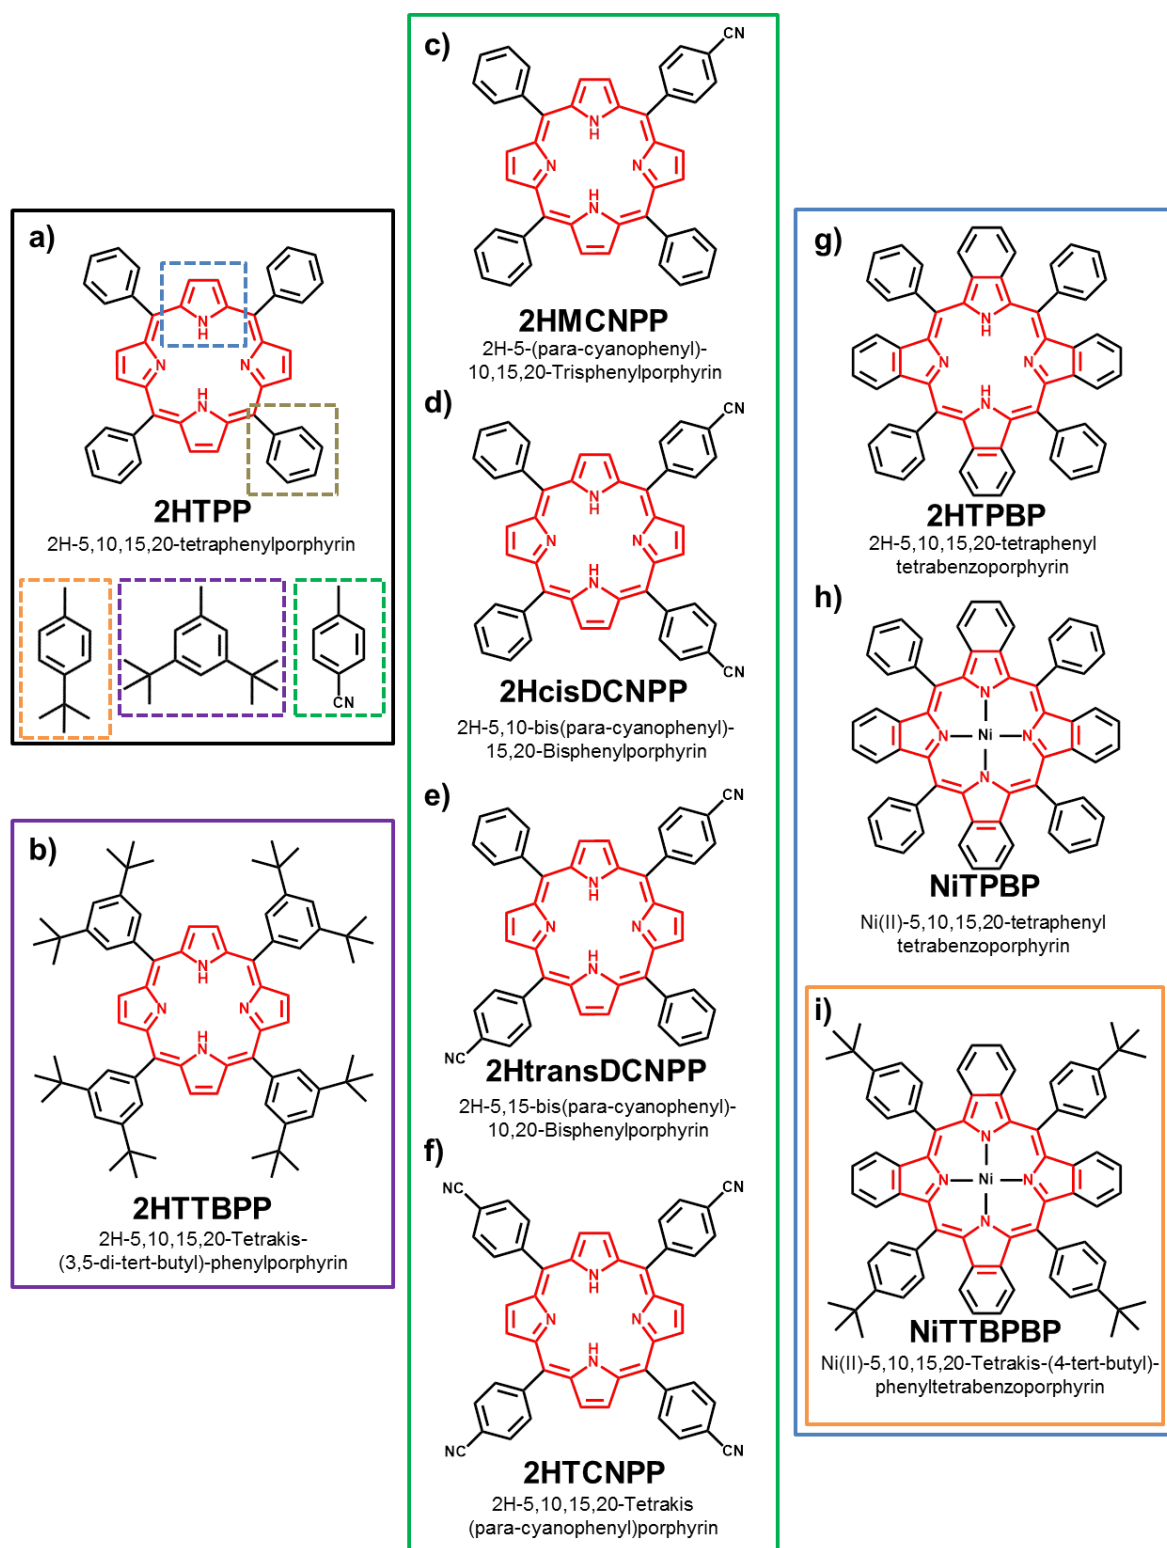 a)
N
H
N
N
H
N
2HTPP
2H-5,10,15,20-tetraphenylporphyrin
CN
b)
N
H
N
N
H
N
2HTTBPP
2H-5,10,15,20-Tetrakis-
(3,5-di-tert-butyl)-phenylporphyrin
c)
CN
N
H
N
N
H
N
2HMCNPP
2H-5-(para-cyanophenyl)-
10,15,20-Trisphenylporphyrin
d)
CN
N
H
N
N
H
N
CN
2HcisDCNPP
2H-5,10-bis(para-cyanophenyl)-
15,20-Bisphenylporphyrin
e)
CN
N
H
N
N
H
N
NC
2HtransDCNPP
2H-5,15-bis(para-cyanophenyl)-
10,20-Bisphenylporphyrin
f)
NC
CN
N
H
N
N
H
N
NC
CN
2HTCNPP
2H-5,10,15,20-Tetrakis
(para-cyanophenyl)porphyrin
g)
N
H
N
N
H
N
2HTPBP
2H-5,10,15,20-tetraphenyl
tetrabenzoporphyrin
h)
N
N Ni N
N
NiTPBP
Ni(II)-5,10,15,20-tetraphenyl
tetrabenzoporphyrin
i)
N
N Ni N
N
NiTTBPBP
Ni(II)-5,10,15,20-Tetrakis-(4-tert-butyl)-
phenyltetrabenzoporphyrin